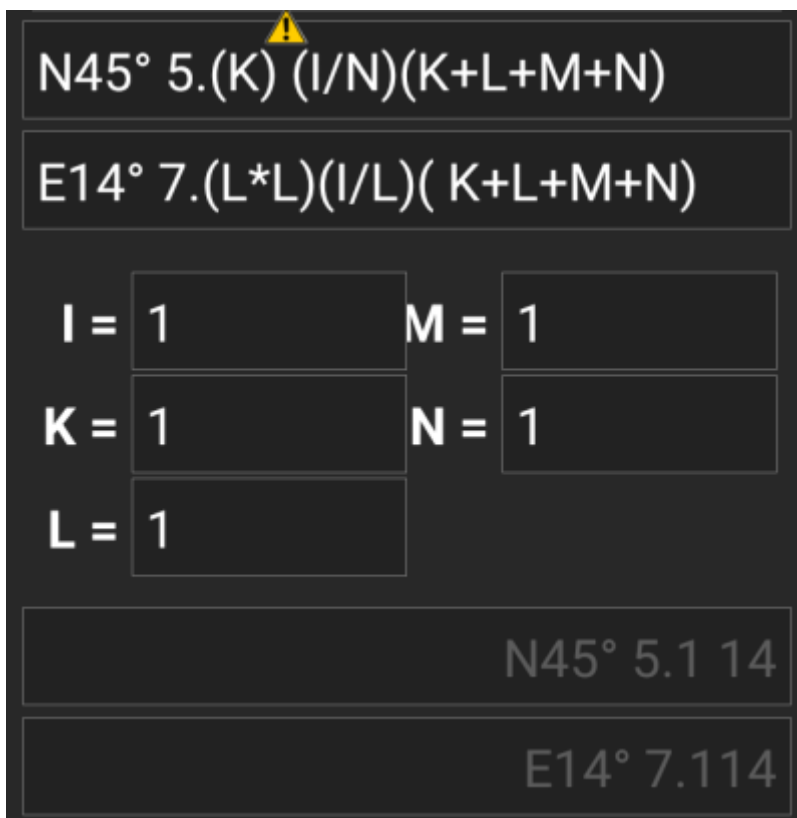 N45° 5.(K) (I/N)(K+L+M+N)
E14° 7.(L*L)(I/L)( K+L+M+N)
I = 1 M = 1
K = 1 N = 1
L = 1
N45° 5.1 14
E14° 7.114